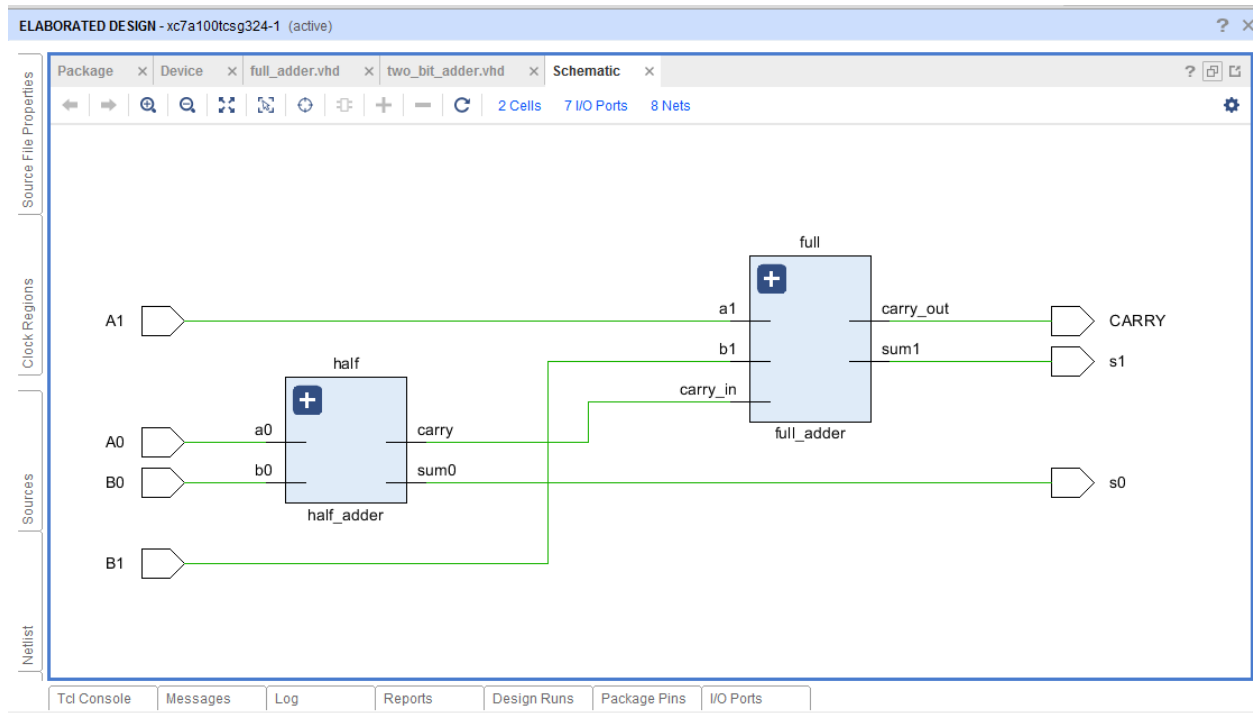 ELABORATED DESIGN - xc7a100tcsg324-1 (active)
Package Device full_adder.vhd two_bit_adder.vhd Schematic
2 Cells 7 I/O Ports 8 Nets
Source File Properties
Clock Regions
Sources
Netlist
full
a1 carry_out
A1 CARRY
b1 sum1
s1
half
carry_in
a0 carry
full_adder
A0
b0 sum0
B0 s0
half_adder
B1
Tcl Console Messages Log Reports Design Runs Package Pins I/O Ports